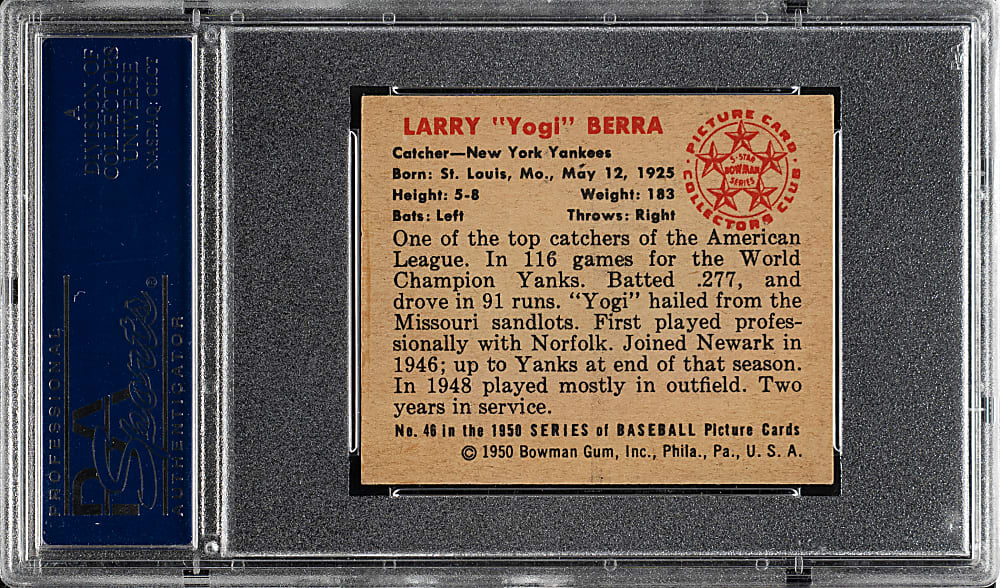 A
DIVISION OF
COLLECTORS
UNIVERSE
NASDAQ: CLCT
PROFESSIONAL
PSA
Sports
AUTHENTICATOR
LARRY "Yogi" BERRA
Catcher—New York Yankees
Born: St. Louis, Mo., May 12, 1925
Height: 5-8 Weight: 183
Bats: Left Throws: Right
PICTURE CARD
COLLECTORS CLUB
5-STAR
BOWMAN
SERIES
One of the top catchers of the American
League. In 116 games for the World
Champion Yanks. Batted .277, and
drove in 91 runs. "Yogi" hailed from the
Missouri sandlots. First played profes-
sionally with Norfolk. Joined Newark in
1946; up to Yanks at end of that season.
In 1948 played mostly in outfield. Two
years in service.
No. 46 in the 1950 SERIES of BASEBALL Picture Cards
© 1950 Bowman Gum, Inc., Phila., Pa., U. S. A.